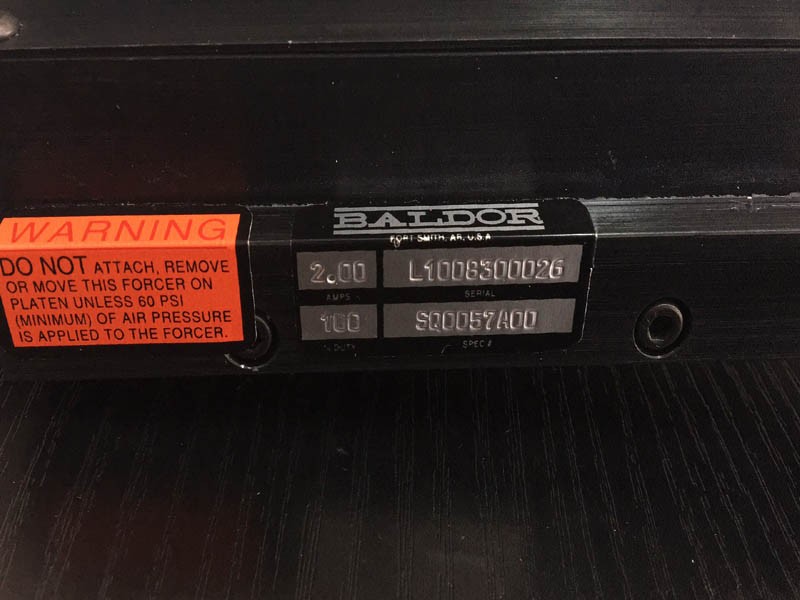 WARNING
DO NOT ATTACH, REMOVE
OR MOVE THIS FORCER ON
PLATEN UNLESS 60 PSI
(MINIMUM) OF AIR PRESSURE
IS APPLIED TO THE FORCER.
BALDOR
FORT SMITH, AR, U.S.A.
2.00 L1008300026
AMPS SERIAL
100 SQ0057A00
% DUTY SPEC #